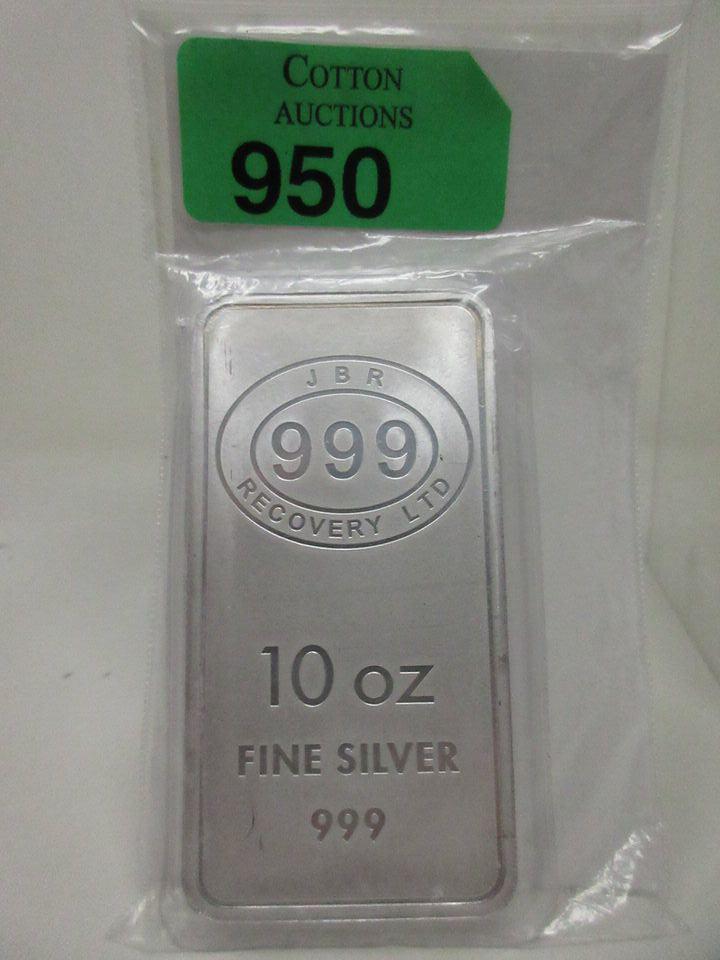 COTTON
AUCTIONS
950
JBR
999
RECOVERY LTD
10 oz
FINE SILVER
999